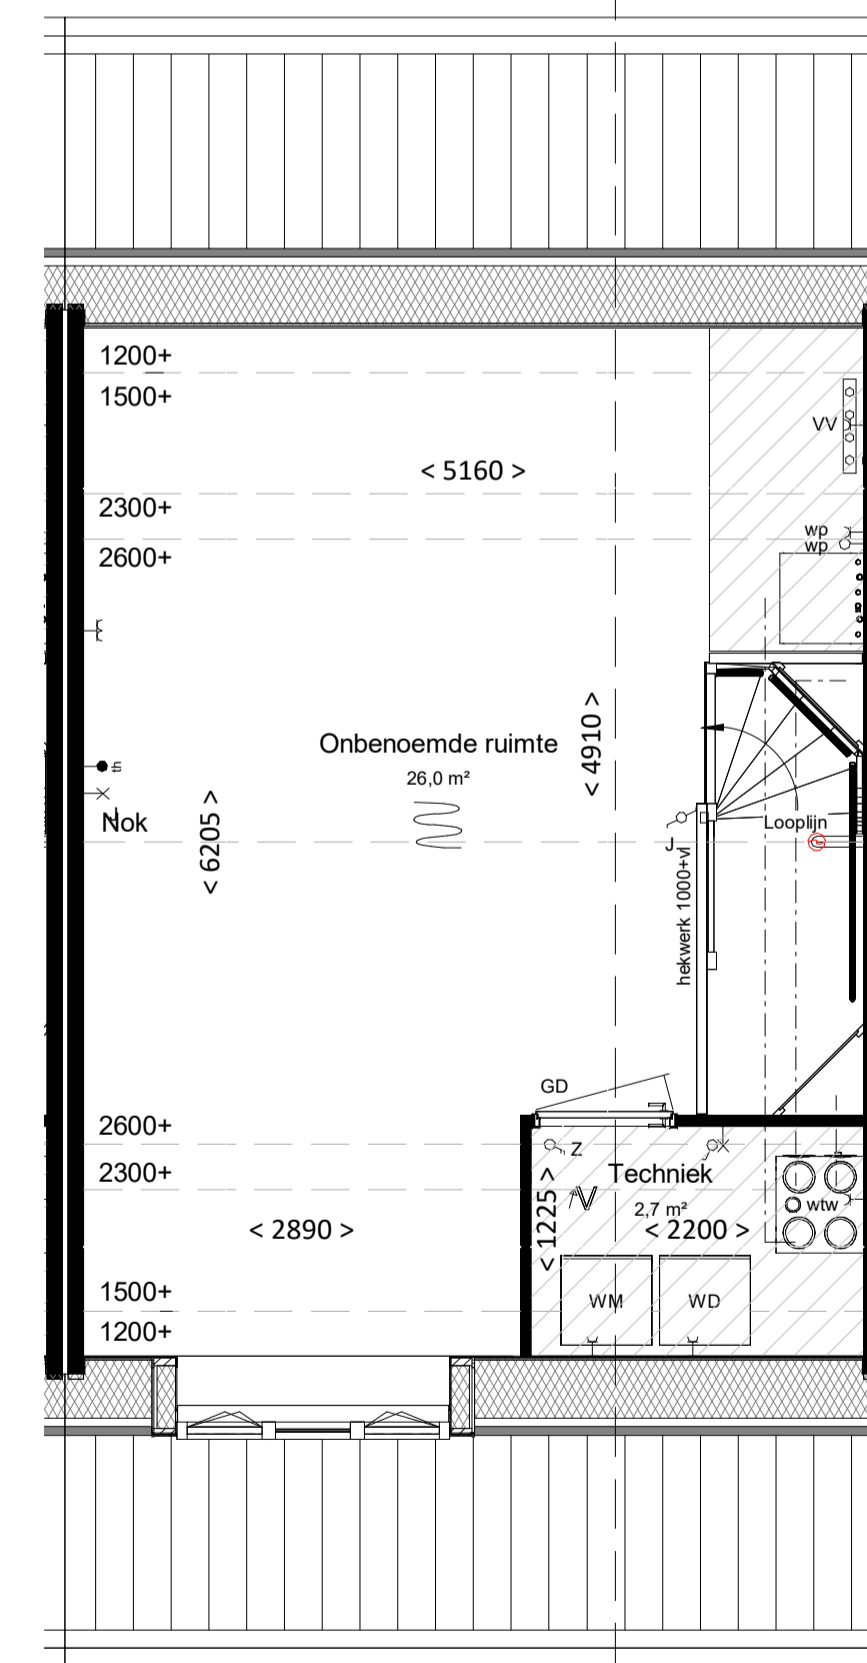 1200+
1500+
VV
< 5160 >
2300+
wp
wp
2600+
< 4910 >
Onbenoemde ruimte
26,0 m²
th
J
Nok
< 6205 >
Looplijn
J
hekwerk 1000+vl
GD
2600+
Z
Techniek
2300+
< 1225 >
2,7 m²
wtw
< 2890 >
< 2200 >
1500+
WM
WD
1200+